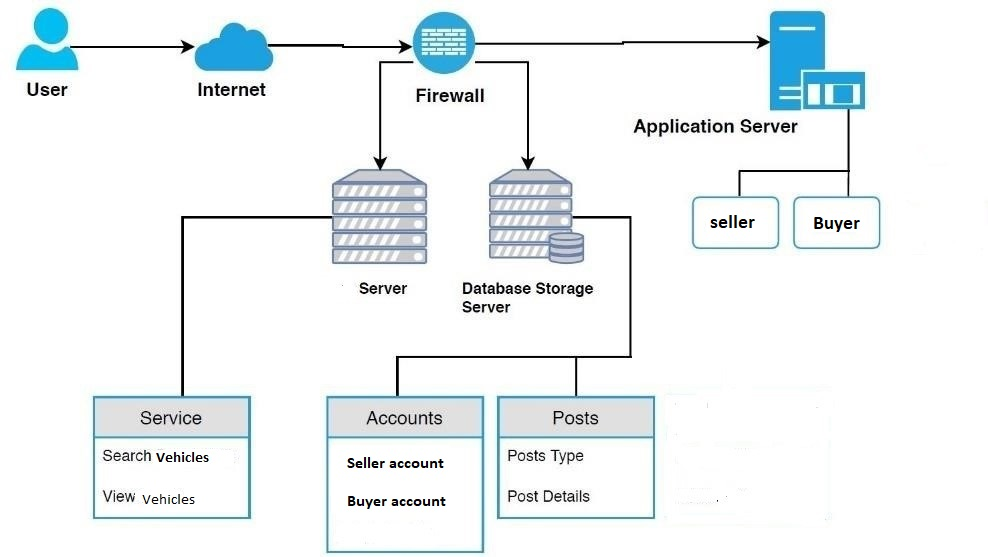 User
Internet
Firewall
Application Server
seller
Buyer
Server
Database Storage
Server
Service
Search Vehicles
View Vehicles
Accounts
Seller account
Buyer account
Posts
Posts Type
Post Details